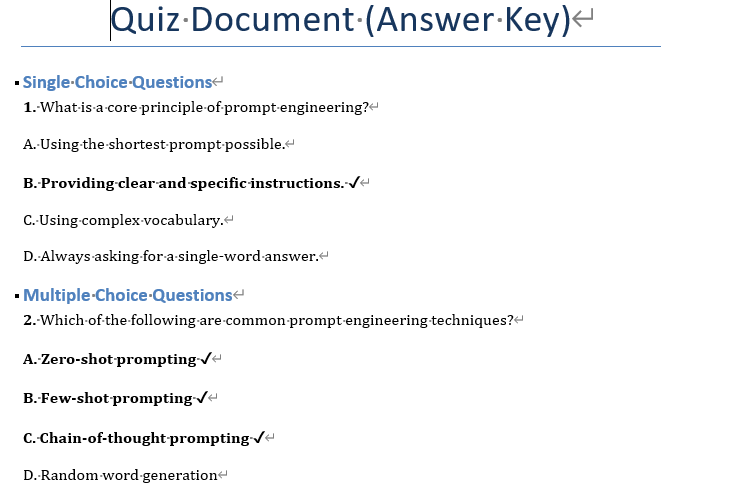 Quiz Document (Answer Key)
Single Choice Questions
1. What is a core principle of prompt engineering?
A. Using the shortest prompt possible.
B. Providing clear and specific instructions. ✓
C. Using complex vocabulary.
D. Always asking for a single-word answer.
Multiple Choice Questions
2. Which of the following are common prompt engineering techniques?
A. Zero-shot prompting ✓
B. Few-shot prompting ✓
C. Chain-of-thought prompting ✓
D. Random word generation